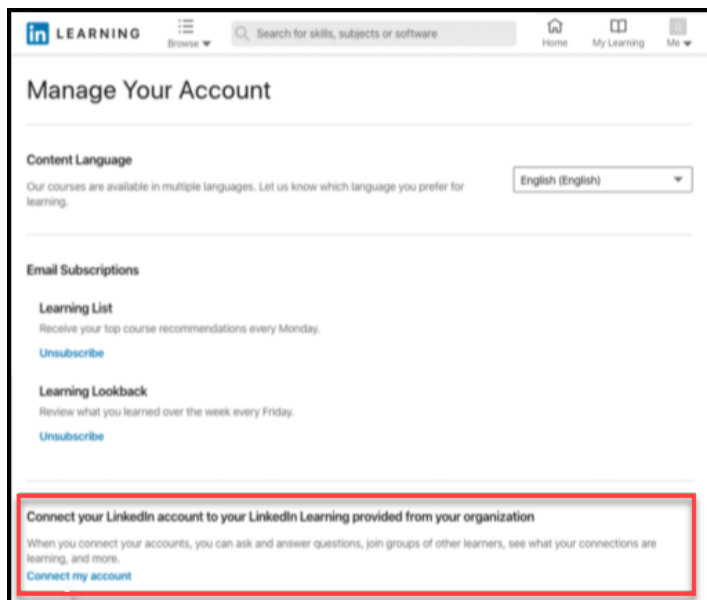 in LEARNING
Browse
Search for skills, subjects or software
Home
My Learning
Me
Manage Your Account
Content Language
Our courses are available in multiple languages. Let us know which language you prefer for
learning.
English (English)
Email Subscriptions
Learning List
Receive your top course recommendations every Monday.
Unsubscribe
Learning Lookback
Review what you learned over the week every Friday.
Unsubscribe
Connect your LinkedIn account to your LinkedIn Learning provided from your organization
When you connect your accounts, you can ask and answer questions, join groups of other learners, see what your connections are
learning, and more.
Connect my account